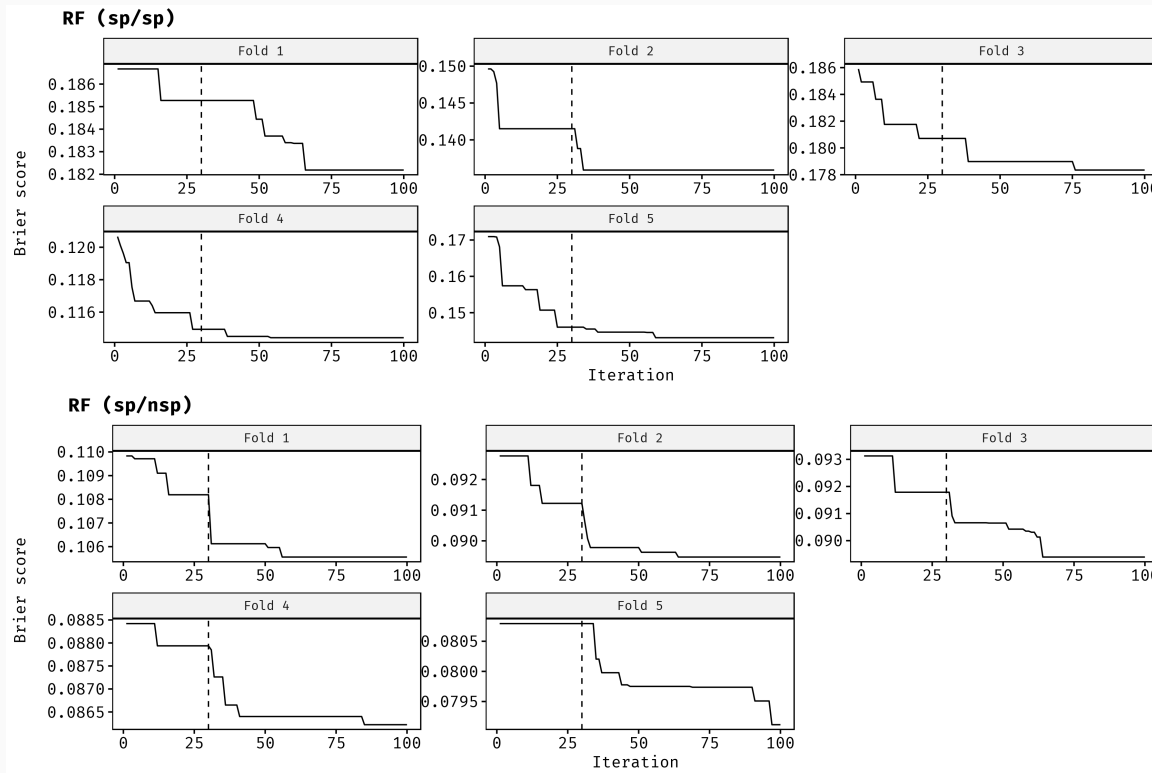 RF (sp/sp)
Brier score
Fold 1
0.186
0.185
0.184
0.183
0.182
0 25 50 75 100
Fold 2
0.150
0.145
0.140
0 25 50 75 100
Fold 3
0.186
0.184
0.182
0.180
0.178
0 25 50 75 100
Fold 4
0.120
0.118
0.116
0 25 50 75 100
Fold 5
0.17
0.15
0 25 50 75 100
Iteration
RF (sp/nsp)
Brier score
Fold 1
0.110
0.109
0.108
0.107
0.106
0 25 50 75 100
Fold 2
0.092
0.091
0.090
0 25 50 75 100
Fold 3
0.093
0.092
0.091
0.090
0 25 50 75 100
Fold 4
0.0885
0.0880
0.0875
0.0870
0.0865
0 25 50 75 100
Fold 5
0.0805
0.0800
0.0795
0 25 50 75 100
Iteration